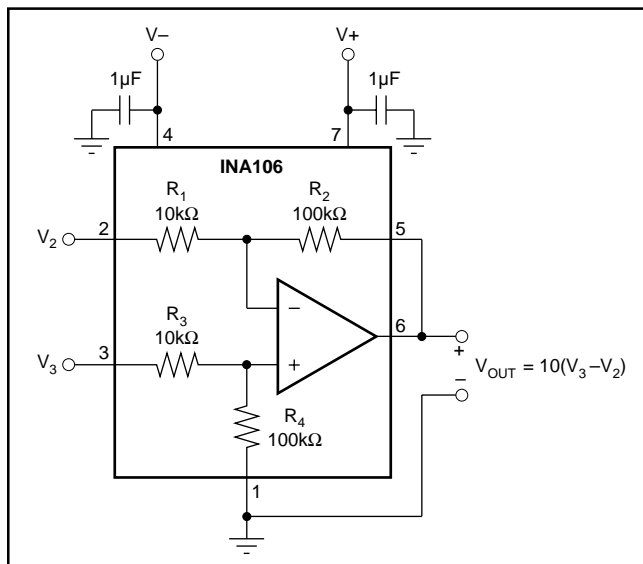 V– V+
1µF 1µF
4 7
INA106
R1 R2
10kΩ 100kΩ
V2 2 5
–
R3
10kΩ
V3 3 + 6
+
– VOUT = 10(V3 –V2)
R4
100kΩ
1